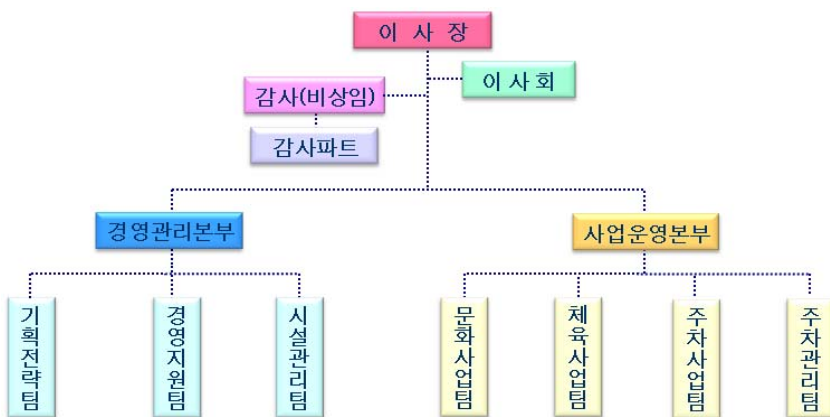 이 사 장
이 사 회
감사(비상임)
감사파트
경영관리본부
사업운영본부
기획전략팀
경영지원팀
시설관리팀
문화사업팀
체육사업팀
주차사업팀
주차관리팀